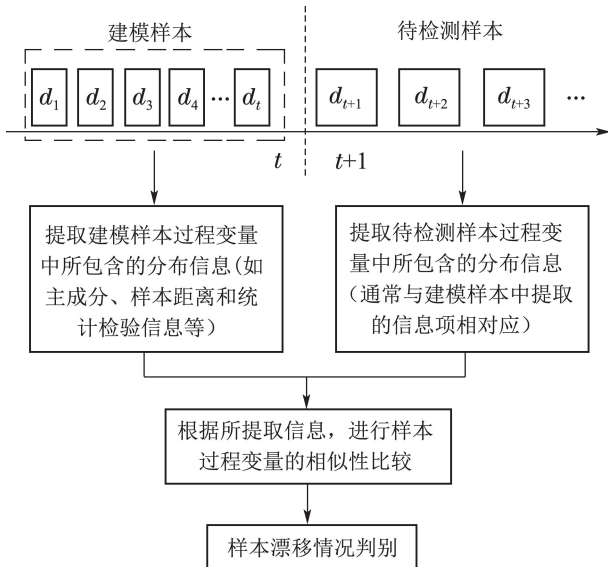 建模样本
待检测样本
d1 d2 d3 d4 ··· dt dt+1 dt+2 dt+3 ···
t t+1
提取建模样本过程变量
中所包含的分布信息(如
主成分、样本距离和统
计检验信息等）
提取待检测样本过程变
量中所包含的分布信息
（通常与建模样本中提取
的信息项相对应）
根据所提取信息，进行样本
过程变量的相似性比较
样本漂移情况判别